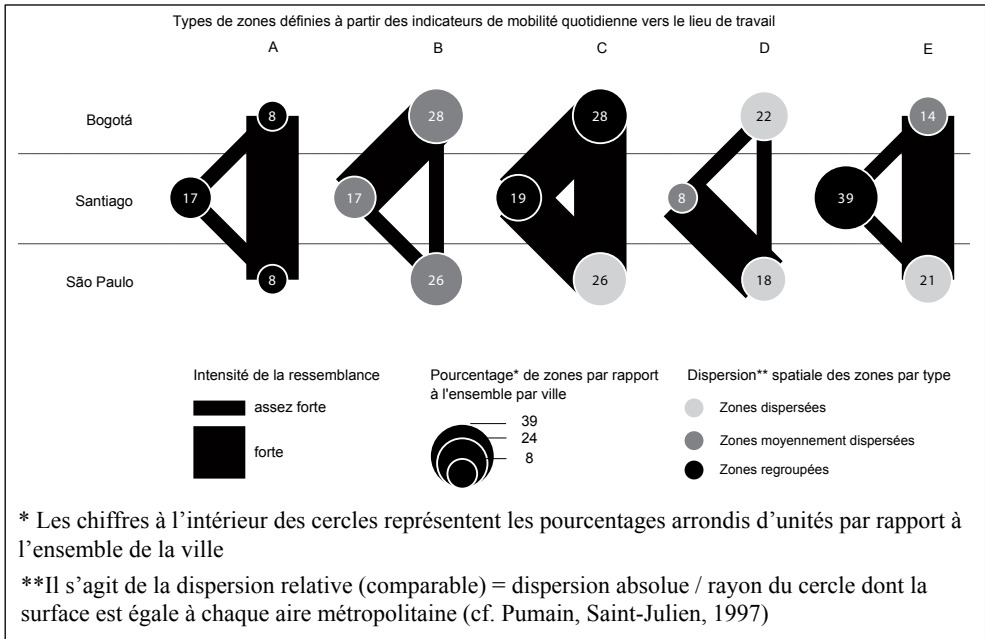 Types de zones définies à partir des indicateurs de mobilité quotidienne vers le lieu de travail
A B C D E
Bogotá 8 28 28 22 14
Santiago 17 17 19 8 39
São Paulo 8 26 26 18 21
Intensité de la ressemblance
assez forte
forte
Pourcentage* de zones par rapport
à l'ensemble par ville
39
24
8
Dispersion** spatiale des zones par type
Zones dispersées
Zones moyennement dispersées
Zones regroupées
* Les chiffres à l’intérieur des cercles représentent les pourcentages arrondis d’unités par rapport à
l’ensemble de la ville
**Il s’agit de la dispersion relative (comparable) = dispersion absolue / rayon du cercle dont la
surface est égale à chaque aire métropolitaine (cf. Pumain, Saint-Julien, 1997)